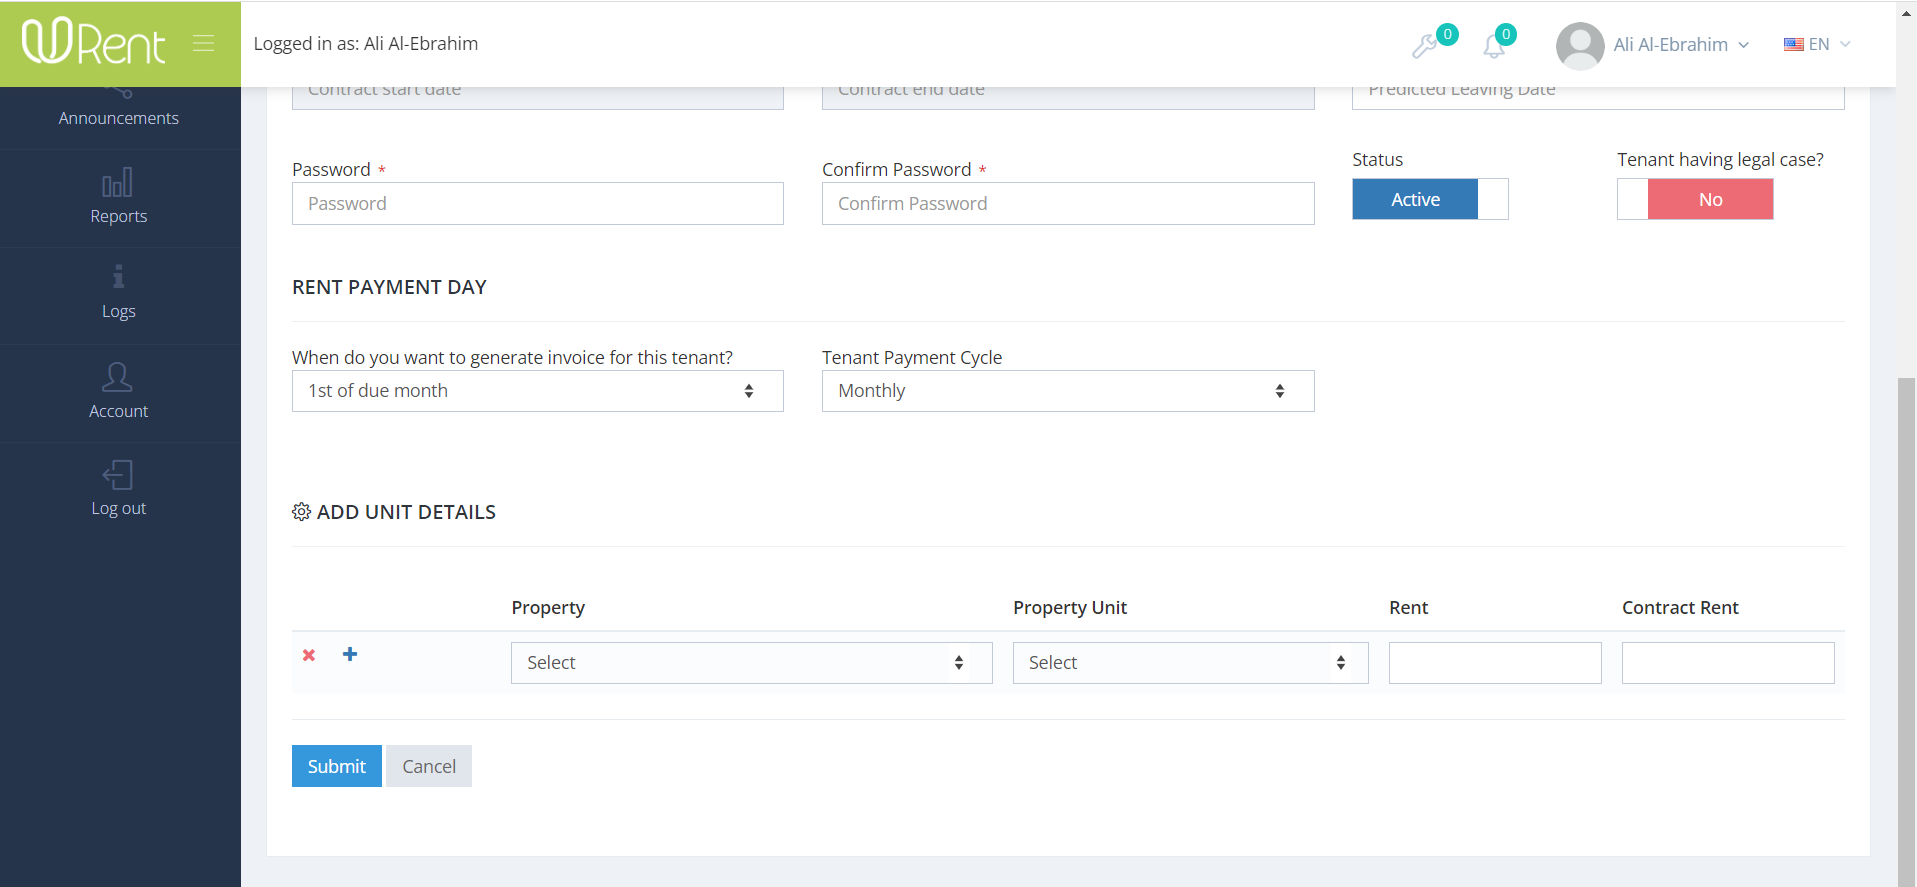 URent
Logged in as: Ali Al-Ebrahim
0
0
Ali Al-Ebrahim
EN
Contract start date
Contract end date
Predicted Leaving Date
Announcements
Reports
Logs
Account
Log out
Password *
Password
Confirm Password *
Confirm Password
Status
Active
Tenant having legal case?
No
RENT PAYMENT DAY
When do you want to generate invoice for this tenant?
1st of due month
Tenant Payment Cycle
Monthly
ADD UNIT DETAILS
Property
Property Unit
Rent
Contract Rent
Select
Select
Submit
Cancel